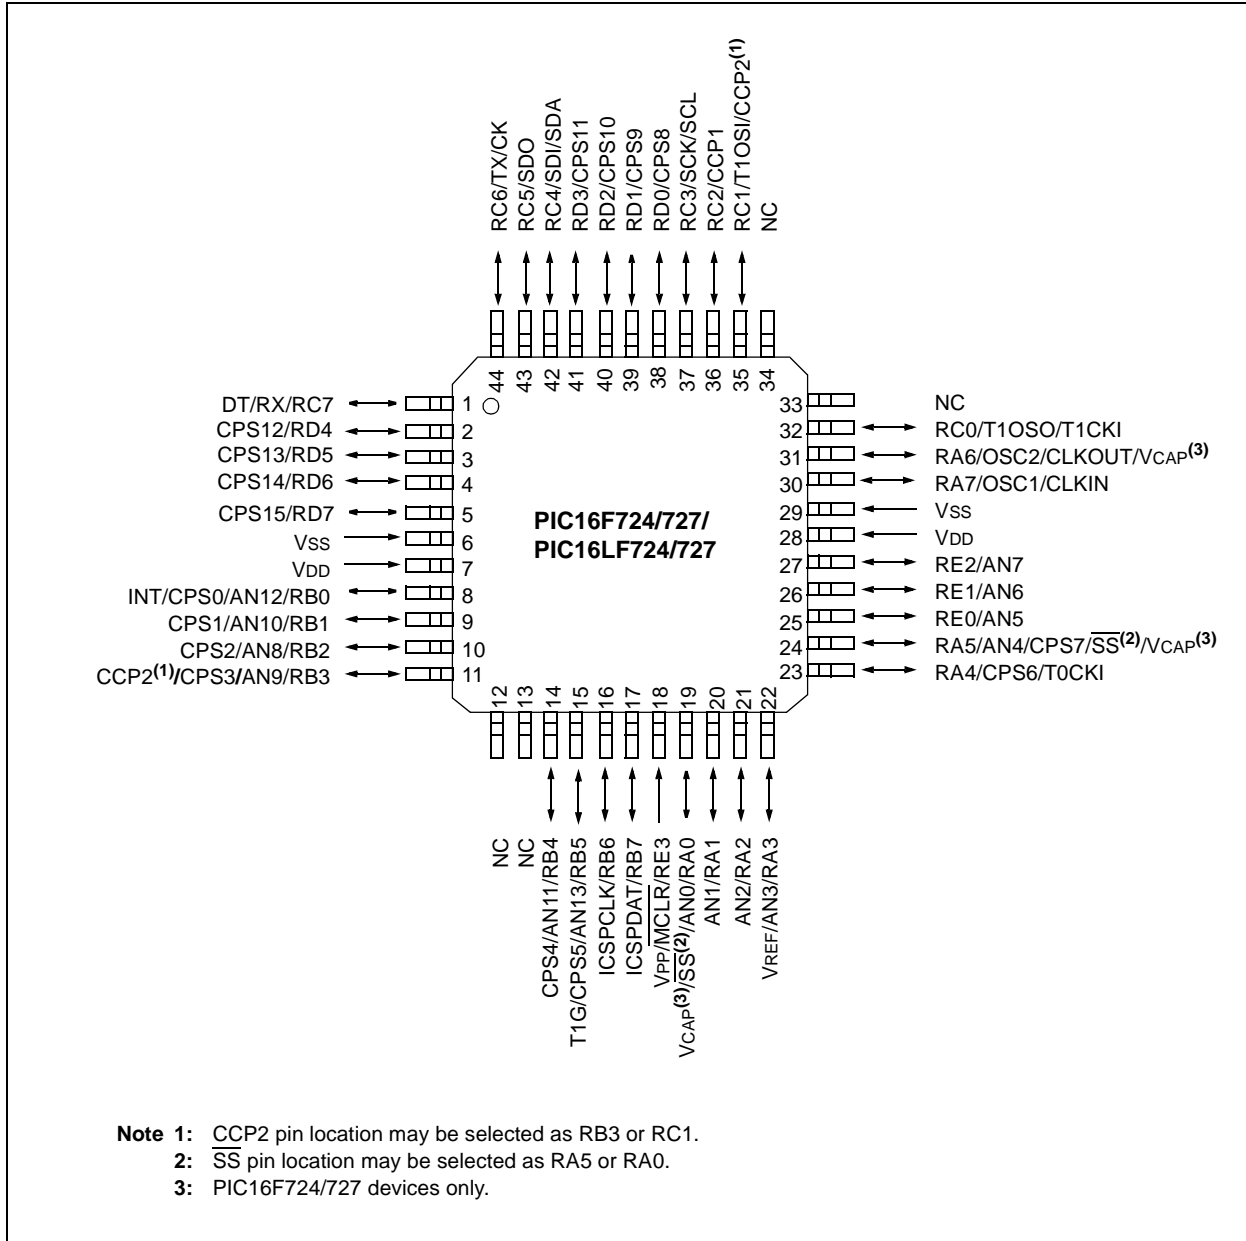 RC6/TX/CK
RC5/SDO
RC4/SDI/SDA
RD3/CPS11
RD2/CPS10
RD1/CPS9
RD0/CPS8
RC3/SCK/SCL
RC2/CCP1
RC1/T1OSI/CCP2(1)
NC
44
43
42
41
40
39
38
37
36
35
34
DT/RX/RC7
1
CPS12/RD4
2
CPS13/RD5
3
CPS14/RD6
4
CPS15/RD7
5
VSS
6
VDD
7
INT/CPS0/AN12/RB0
8
CPS1/AN10/RB1
9
CPS2/AN8/RB2
10
CCP2(1)/CPS3/AN9/RB3
11
PIC16F724/727/
PIC16LF724/727
33
NC
32
RC0/T1OSO/T1CKI
31
RA6/OSC2/CLKOUT/VCAP(3)
30
RA7/OSC1/CLKIN
29
VSS
28
VDD
27
RE2/AN7
26
RE1/AN6
25
RE0/AN5
24
RA5/AN4/CPS7/SS(2)/VCAP(3)
23
RA4/CPS6/T0CKI
12
13
14
15
16
17
18
19
20
21
22
NC
NC
CPS4/AN11/RB4
T1G/CPS5/AN13/RB5
ICSPCLK/RB6
ICSPDAT/RB7
VPP/MCLR/RE3
VCAP(3)/SS(2)/AN0/RA0
AN1/RA1
AN2/RA2
VREF/AN3/RA3
Note 1: CCP2 pin location may be selected as RB3 or RC1.
2: SS pin location may be selected as RA5 or RA0.
3: PIC16F724/727 devices only.